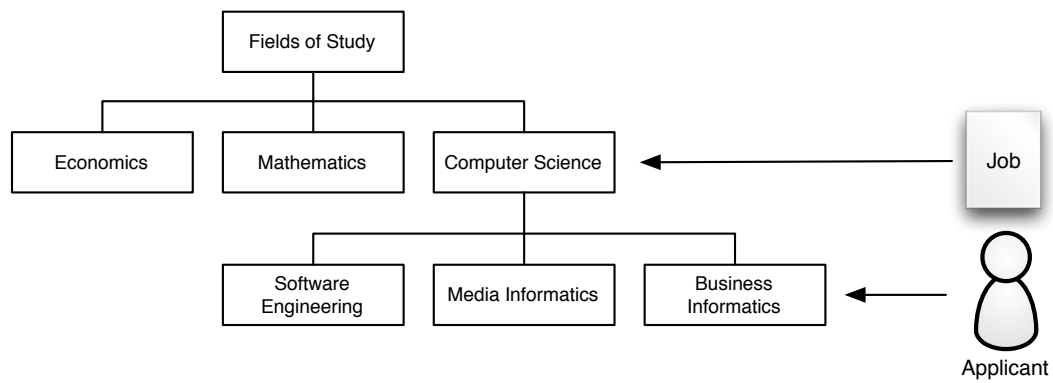 Fields of Study
Economics
Mathematics
Computer Science
Job
Software
Engineering
Media Informatics
Business
Informatics
Applicant